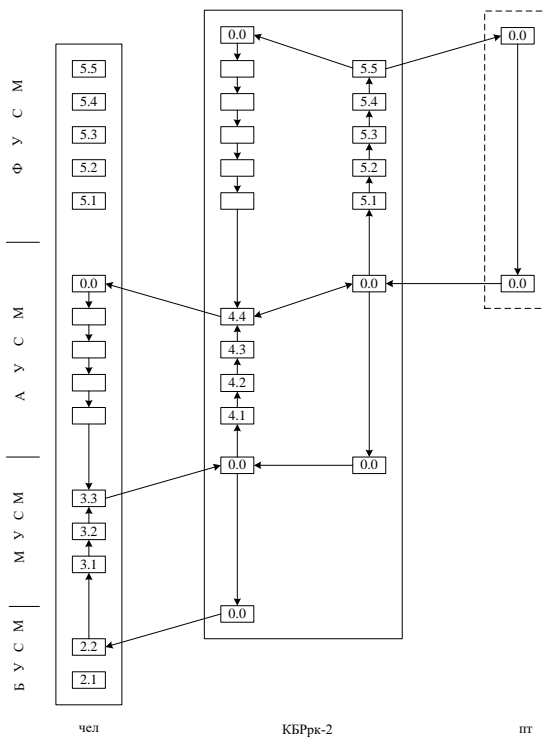 0.0 0.0
5.5 5.5
5.4 5.4
5.3 5.3
5.2 5.2
5.1 5.1
Ф У С М
0.0 0.0 0.0
4.4
4.3
4.2
4.1
А У С М
0.0 0.0
3.3
3.2
3.1
М У С М
0.0
2.2
2.1
Б У С М
чел КБРрк-2 пт